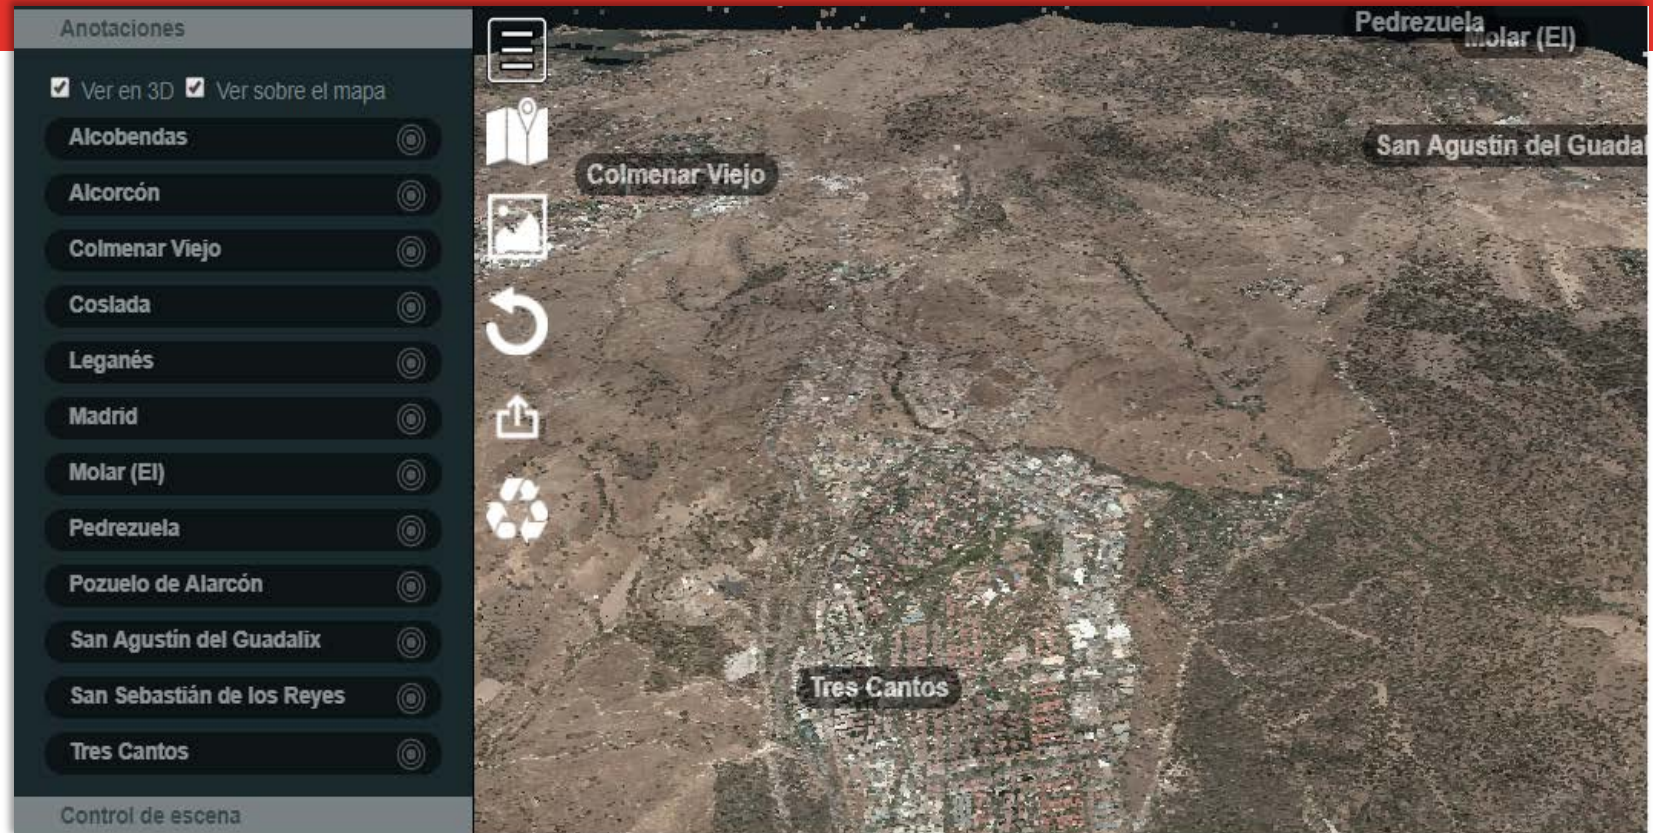 Anotaciones
Ver en 3D Ver sobre el mapa
Alcobendas
Alcorcón
Colmenar Viejo
Coslada
Leganés
Madrid
Molar (El)
Pedrezuela
Pozuelo de Alarcón
San Agustín del Guadalix
San Sebastián de los Reyes
Tres Cantos
Control de escena
Pedrezuela
Molar (El)
San Agustín del Guadal
Colmenar Viejo
Tres Cantos